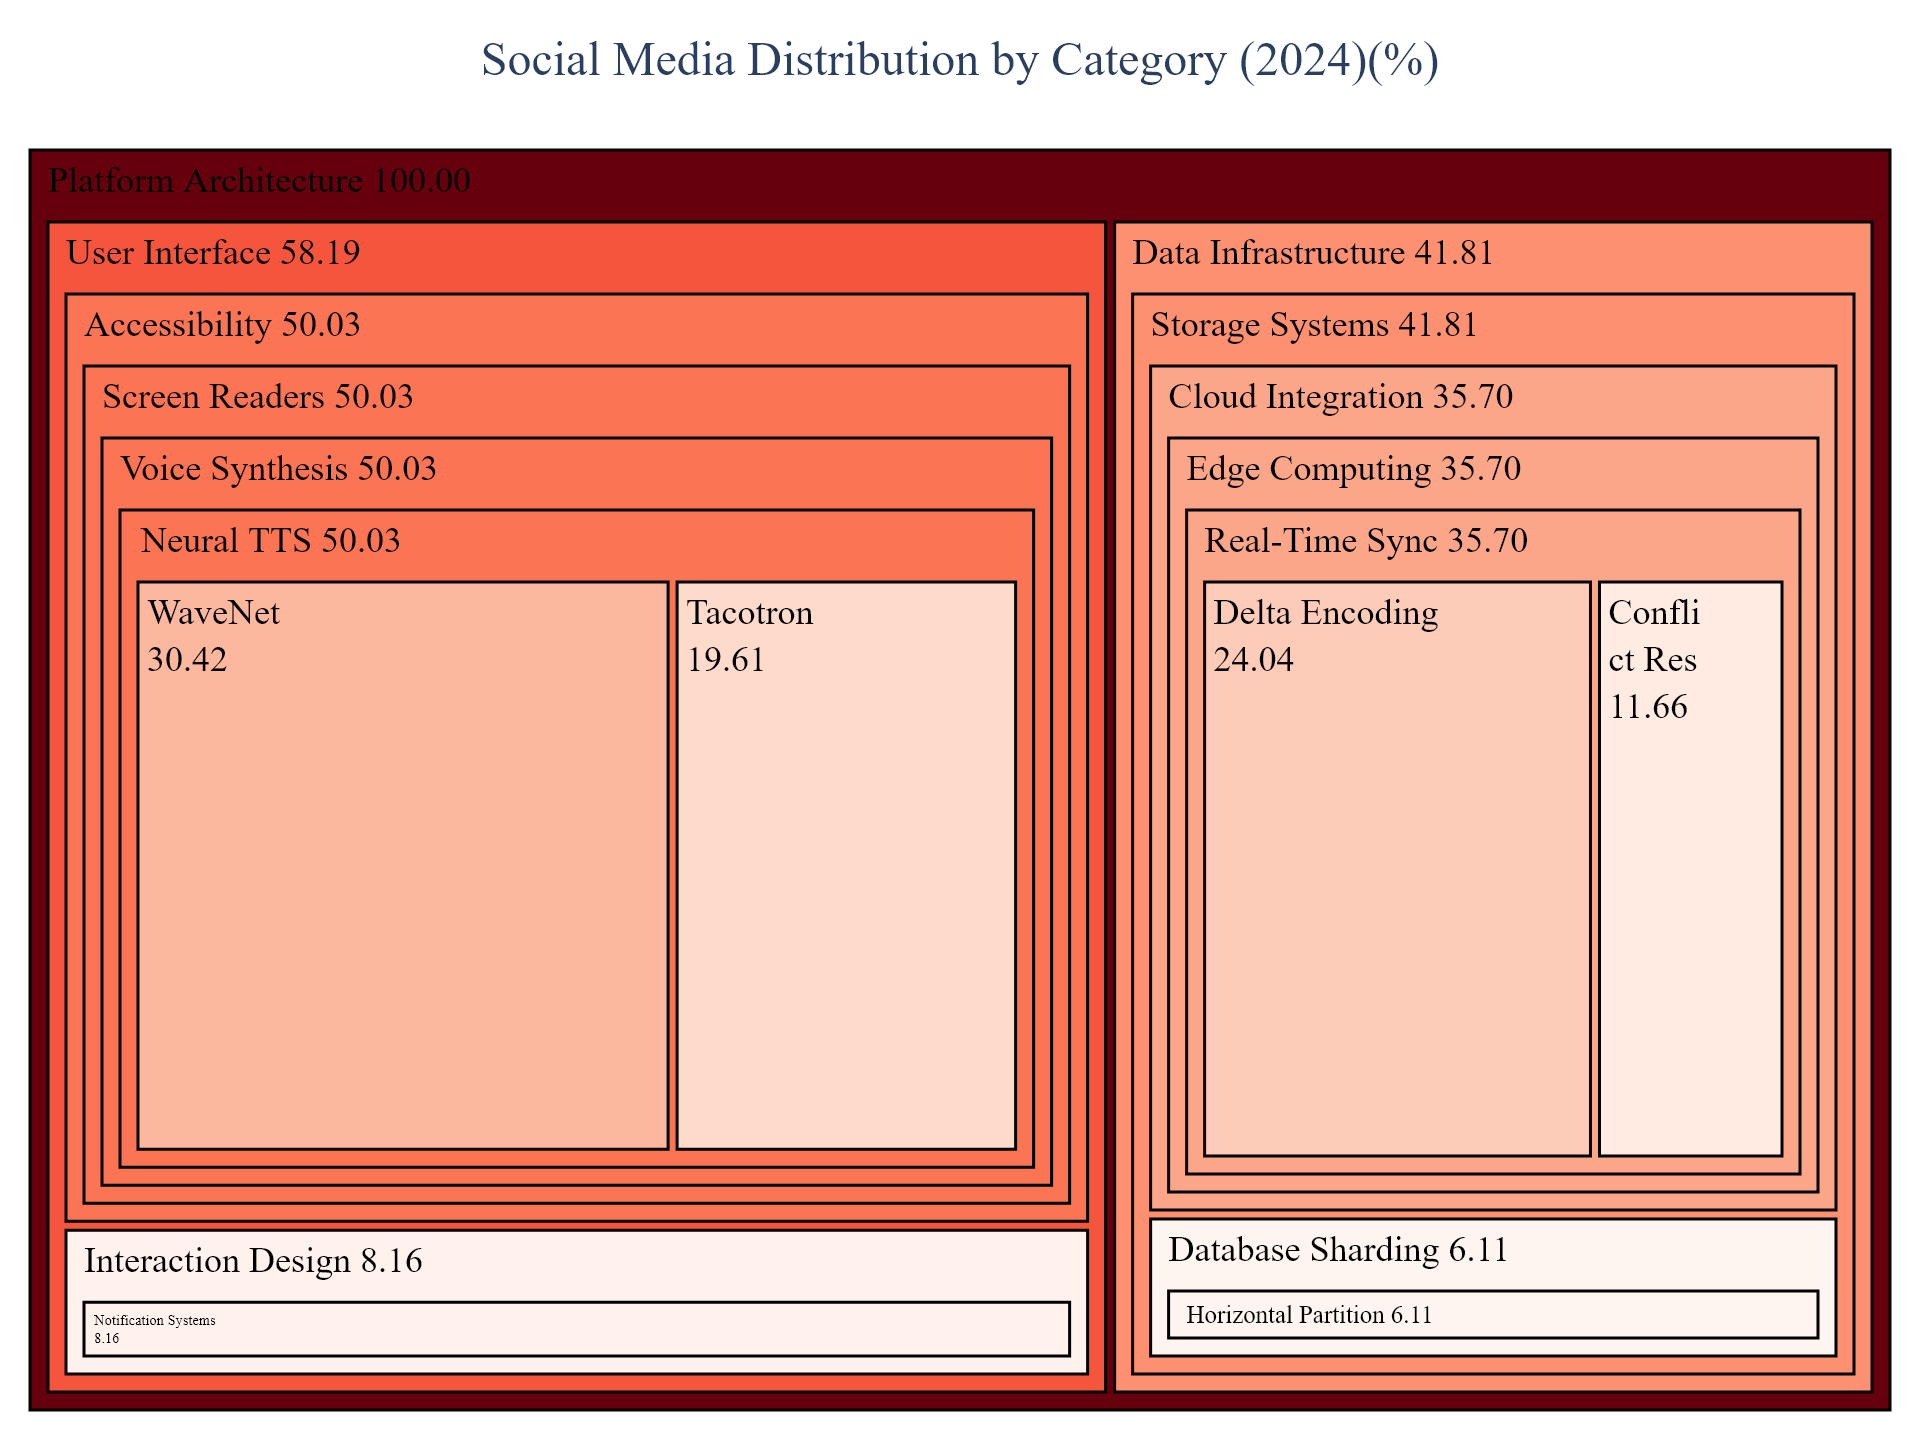 Social Media Distribution by Category (2024)(%)
Platform Architecture 100.00
User Interface 58.19
Accessibility 50.03
Screen Readers 50.03
Voice Synthesis 50.03
Neural TTS 50.03
WaveNet
30.42
Tacotron
19.61
Interaction Design 8.16
Notification Systems
8.16
Data Infrastructure 41.81
Storage Systems 41.81
Cloud Integration 35.70
Edge Computing 35.70
Real-Time Sync 35.70
Delta Encoding
24.04
Confli
ct Res
11.66
Database Sharding 6.11
Horizontal Partition 6.11